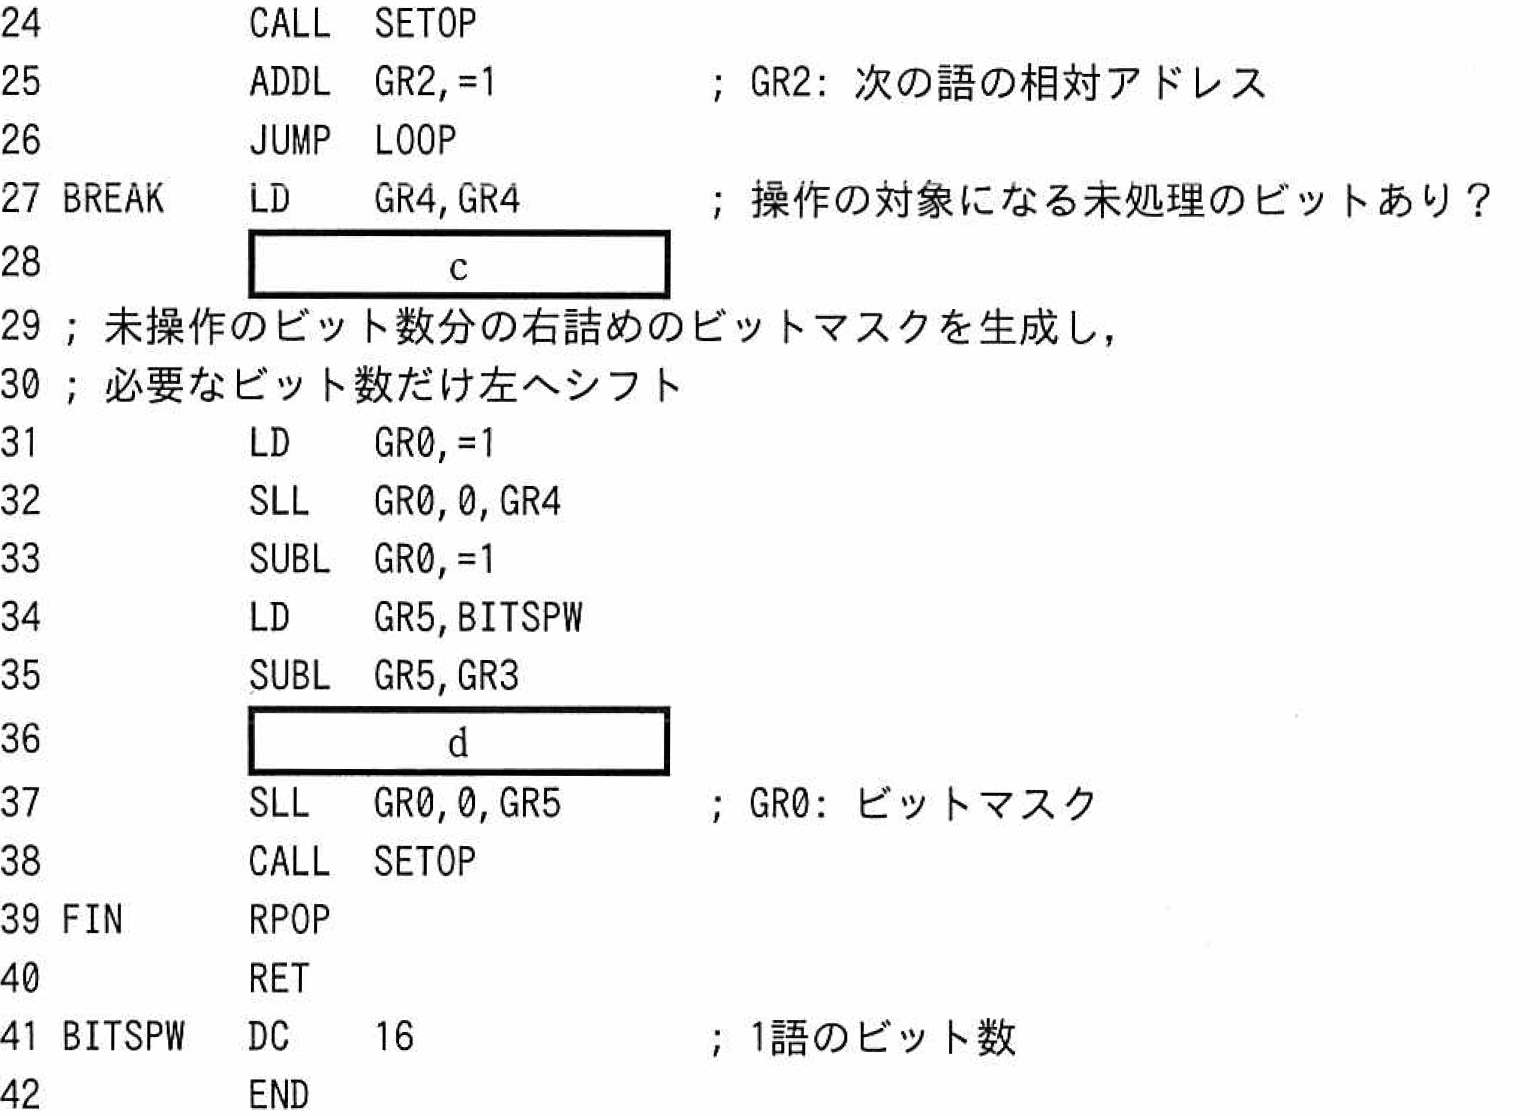 24 CALL SETOP
25 ADDL GR2,=1 ; GR2: 次の語の相対アドレス
26 JUMP LOOP
27 BREAK LD GR4,GR4 ; 操作の対象になる未処理のビットあり？
28 c
29 ; 未操作のビット数分の右詰めのビットマスクを生成し，
30 ; 必要なビット数だけ左へシフト
31 LD GR0,=1
32 SLL GR0,0,GR4
33 SUBL GR0,=1
34 LD GR5,BITSPW
35 SUBL GR5,GR3
36 d
37 SLL GR0,0,GR5 ; GR0: ビットマスク
38 CALL SETOP
39 FIN RPOP
40 RET
41 BITSPW DC 16 ; 1語のビット数
42 END